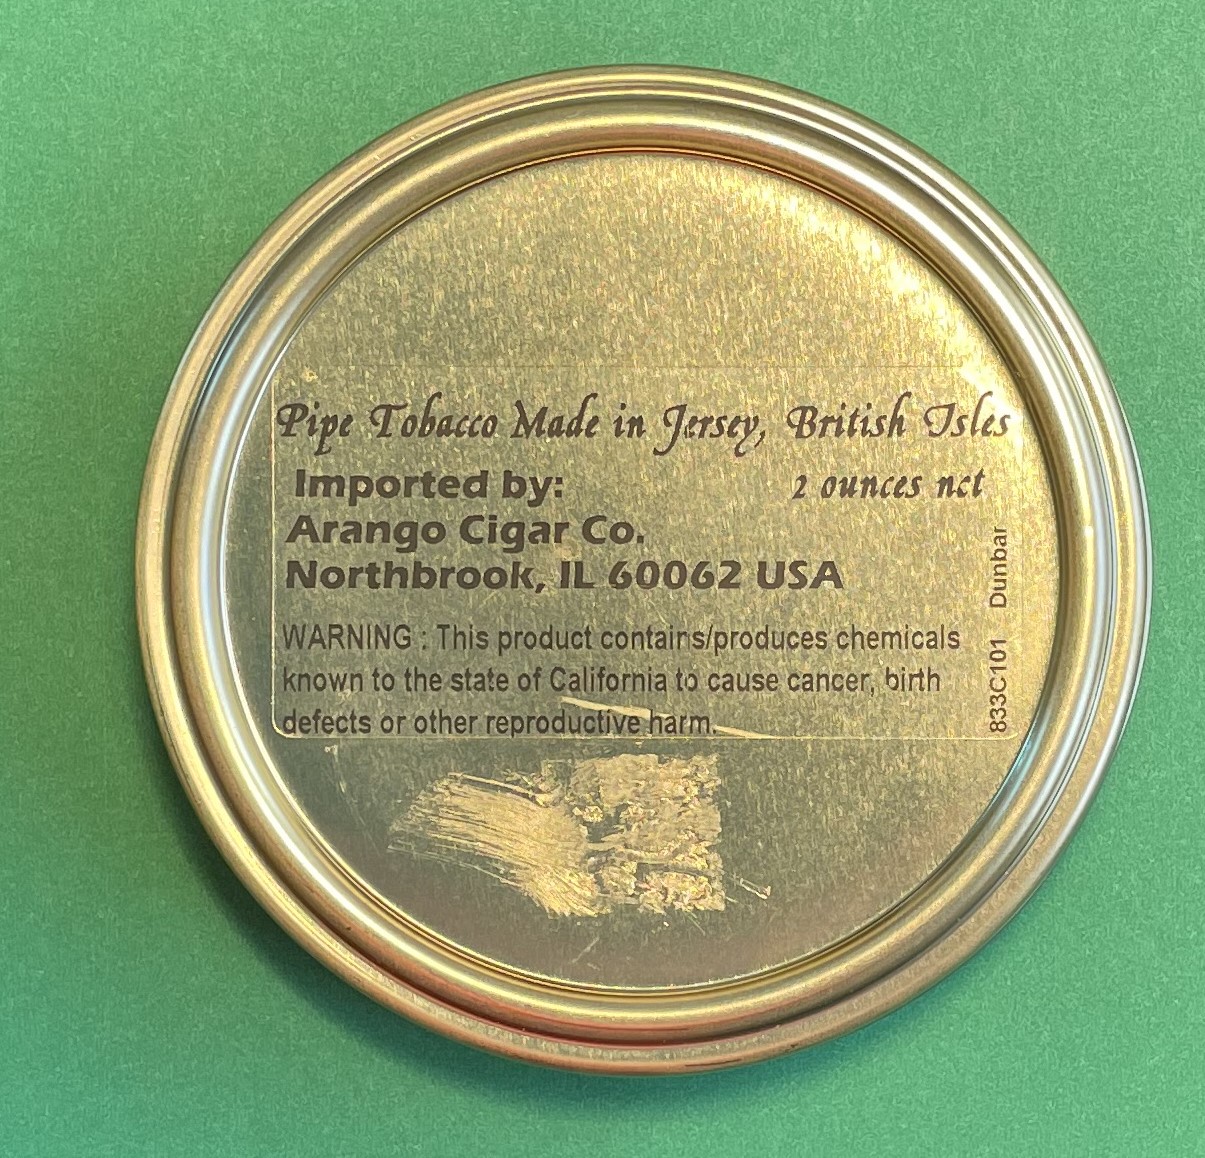 Pipe Tobacco Made in Jersey, British Isles
Imported by: 2 ounces net
Arango Cigar Co.
Northbrook, IL 60062 USA
WARNING : This product contains/produces chemicals
known to the state of California to cause cancer, birth
defects or other reproductive harm.
833C101 Dunbar